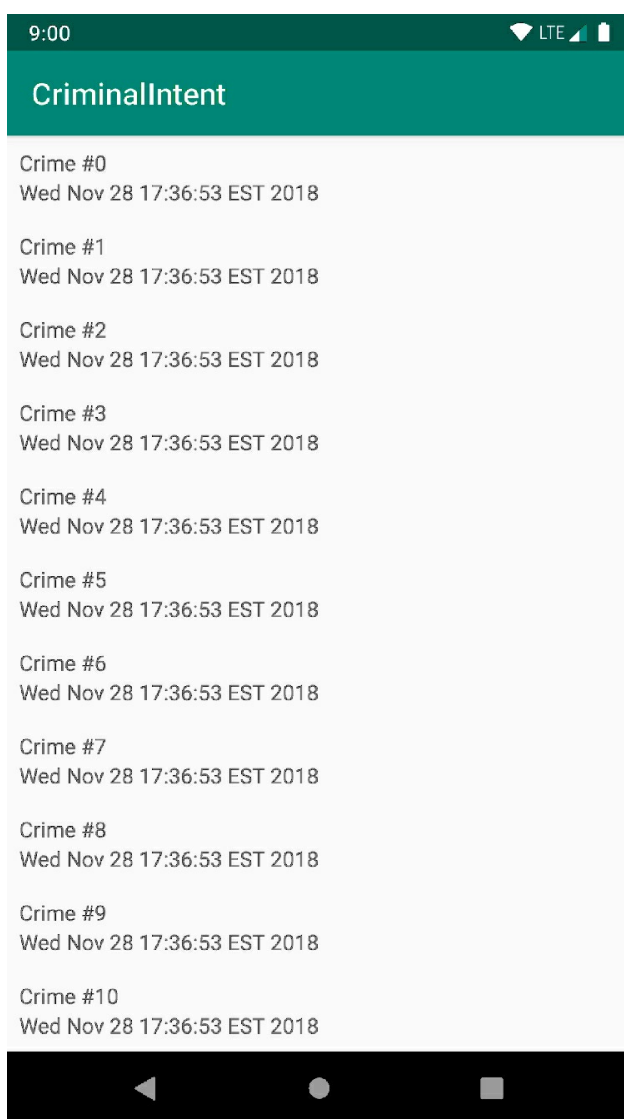 9:00 LTE
CriminalIntent
Crime #0
Wed Nov 28 17:36:53 EST 2018
Crime #1
Wed Nov 28 17:36:53 EST 2018
Crime #2
Wed Nov 28 17:36:53 EST 2018
Crime #3
Wed Nov 28 17:36:53 EST 2018
Crime #4
Wed Nov 28 17:36:53 EST 2018
Crime #5
Wed Nov 28 17:36:53 EST 2018
Crime #6
Wed Nov 28 17:36:53 EST 2018
Crime #7
Wed Nov 28 17:36:53 EST 2018
Crime #8
Wed Nov 28 17:36:53 EST 2018
Crime #9
Wed Nov 28 17:36:53 EST 2018
Crime #10
Wed Nov 28 17:36:53 EST 2018